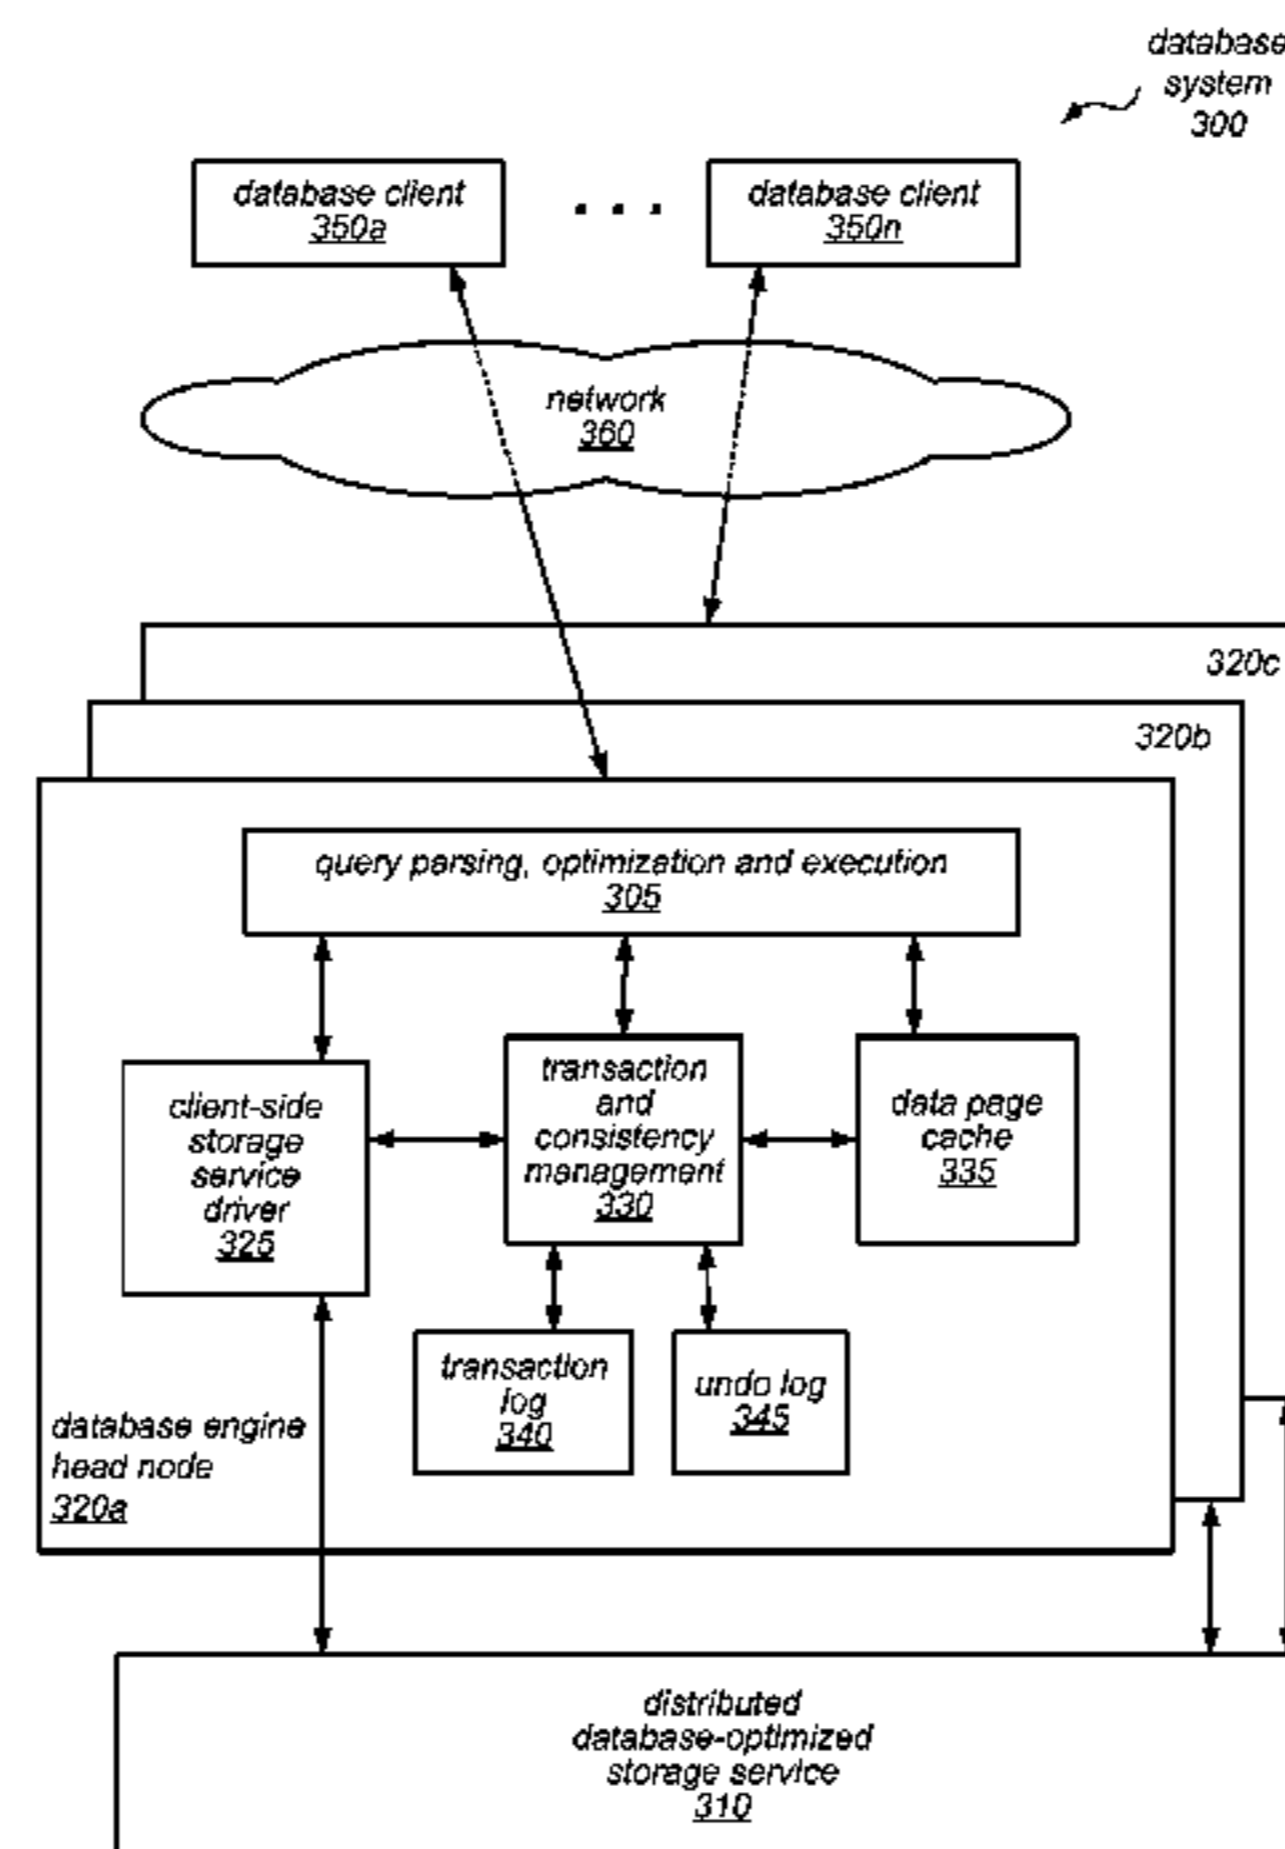 database
system
300
database client
350a
. . .
database client
350n
network
360
320c
320b
query parsing, optimization and execution
305
client-side
storage
service
driver
325
transaction
and
consistency
management
330
data page
cache
335
transaction
log
340
undo log
345
database engine
head node
320a
distributed
database-optimized
storage service
310